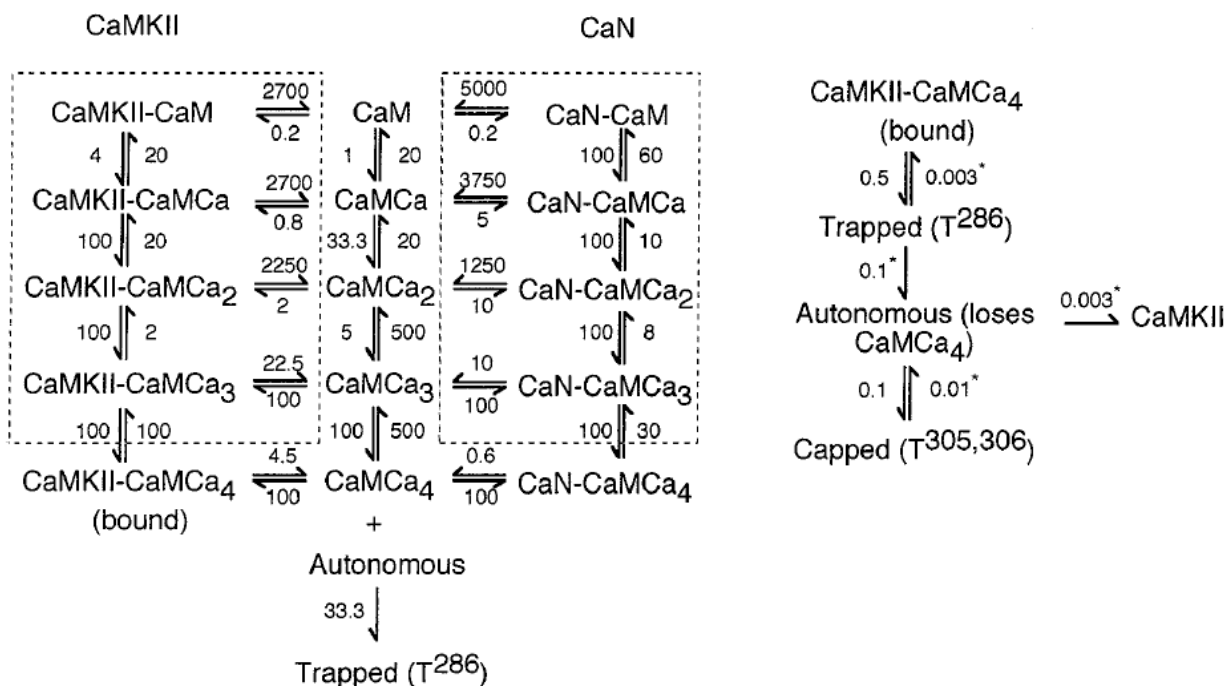 CaMKII CaN
2700 5000
CaMKII-CaM CaM CaN-CaM CaMKII-CaMCa4
0.2 0.2 (bound)
4 20 1 20 100 60
2700 3750 0.5 0.003*
CaMKII-CaMCa CaMCa CaN-CaMCa
0.8 5 Trapped (T286)
100 20 33.3 20 100 10
2250 1250 0.1*
CaMKII-CaMCa2 CaMCa2 CaN-CaMCa2 Autonomous (loses 0.003* CaMKII
2 10 CaMCa4)
100 2 5 500 100 8
22.5 10 0.1 0.01*
CaMKII-CaMCa3 CaMCa3 CaN-CaMCa3
100 100
100 100 100 500 100 30 Capped (T305,306)
4.5 0.6
CaMKII-CaMCa4 CaMCa4 CaN-CaMCa4
100 100
(bound) +
Autonomous
33.3
Trapped (T286)